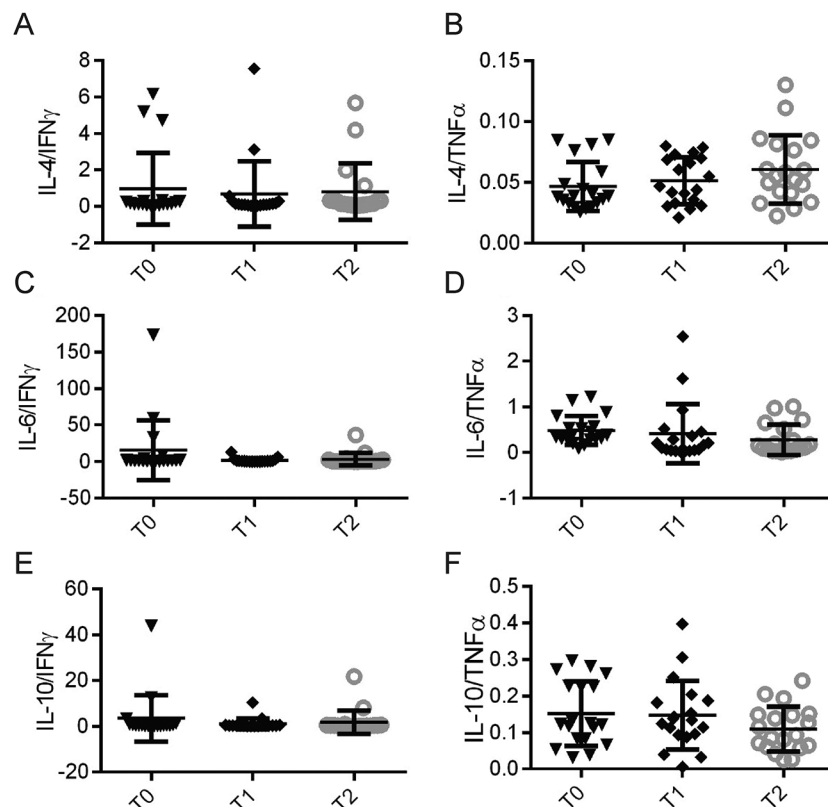 A
IL-4/IFNγ
8
6
4
2
0
-2
T0
T1
T2
B
IL-4/TNFα
0.15
0.10
0.05
0.00
T0
T1
T2
C
IL-6/IFNγ
200
150
100
50
0
-50
T0
T1
T2
D
IL-6/TNFα
3
2
1
0
-1
T0
T1
T2
E
IL-10/IFNγ
60
40
20
0
-20
T0
T1
T2
F
IL-10/TNFα
0.5
0.4
0.3
0.2
0.1
0.0
T0
T1
T2